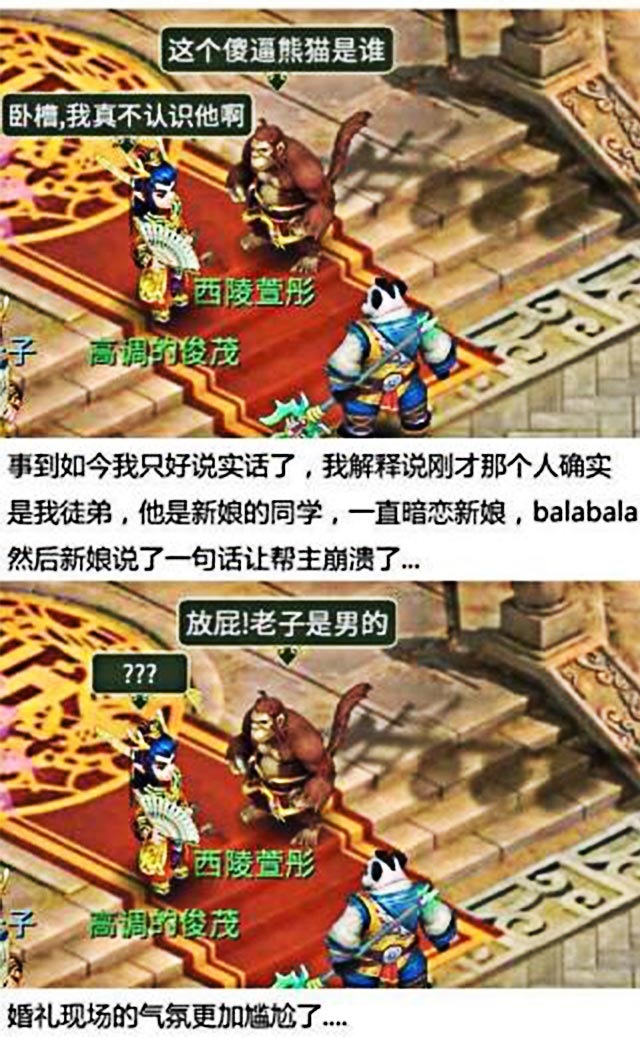 这个傻逼熊猫是谁
卧槽,我真不认识他啊
西陵萱彤
子
高调的俊茂
事到如今我只好说实话了，我解释说刚才那个人确实
是我徒弟，他是新娘的同学，一直暗恋新娘，balabala
然后新娘说了一句话让帮主崩溃了...
放屁!老子是男的
???
西陵萱彤
子
高调的俊茂
婚礼现场的气氛更加尴尬了....